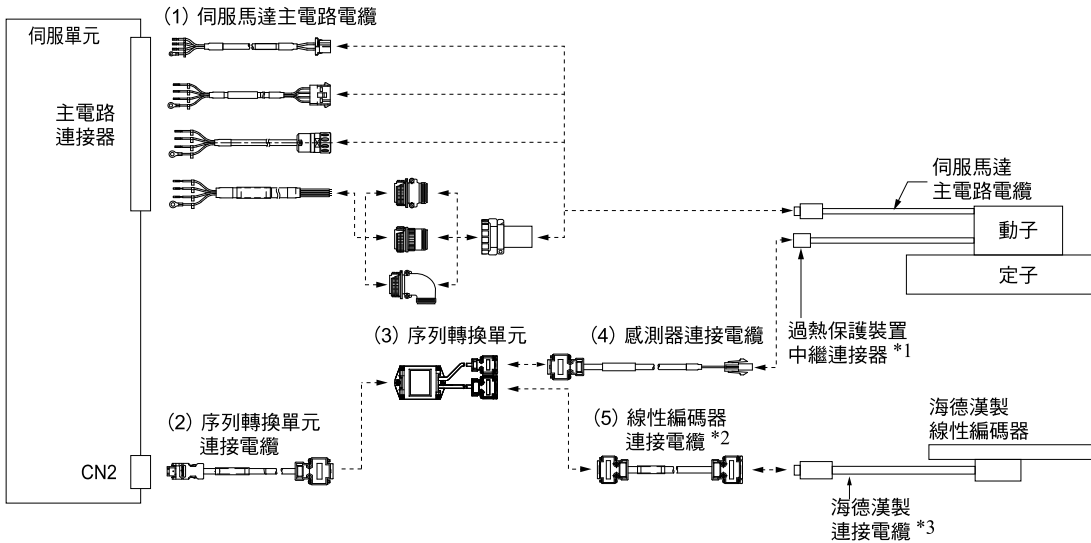 (1) 伺服馬達主電路電纜
伺服單元
主電路
連接器
伺服馬達
主電路電纜
動子
定子
過熱保護裝置
中繼連接器 *1
(3) 序列轉換單元
(4) 感測器連接電纜
(2) 序列轉換單元
連接電纜
(5) 線性編碼器
連接電纜 *2
海德漢製
線性編碼器
CN2
海德漢製
連接電纜 *3